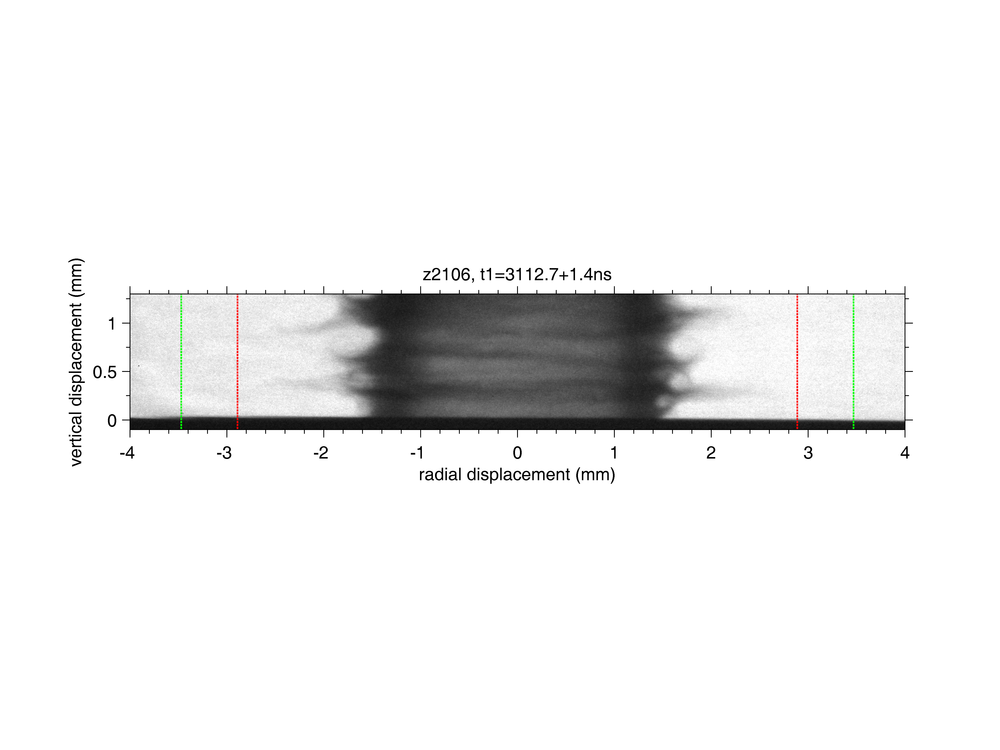 z2106, t1=3112.7+1.4ns
vertical displacement (mm)
1
0.5
0
-4 -3 -2 -1 0 1 2 3 4
radial displacement (mm)